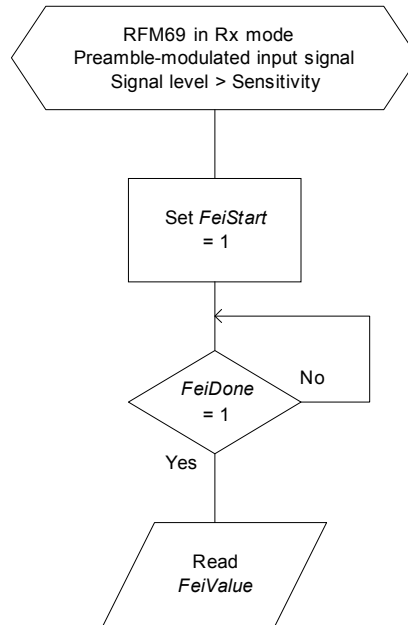 RFM69 in Rx mode
Preamble-modulated input signal
Signal level > Sensitivity
Set FeiStart
= 1
FeiDone
= 1
No
Yes
Read
FeiValue